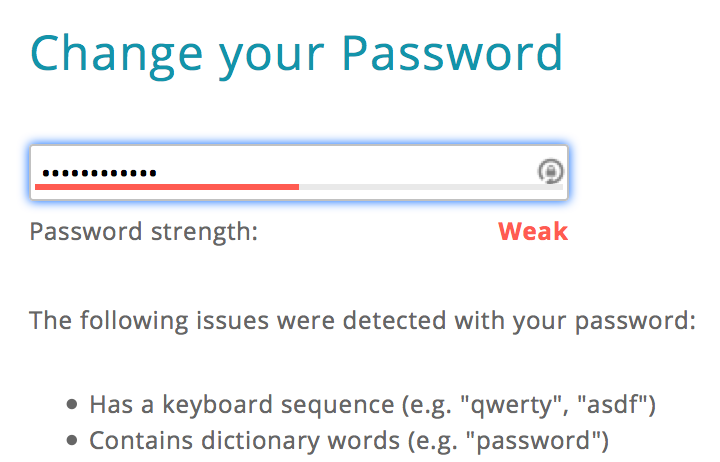 Change your Password
••••••••••••
Password strength: Weak
The following issues were detected with your password:
• Has a keyboard sequence (e.g. "qwerty", "asdf")
• Contains dictionary words (e.g. "password")